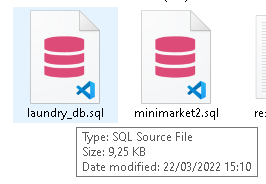 laundry_db.sql minimarket2.sql re
Type: SQL Source File
Size: 9,25 KB
Date modified: 22/03/2022 15:10